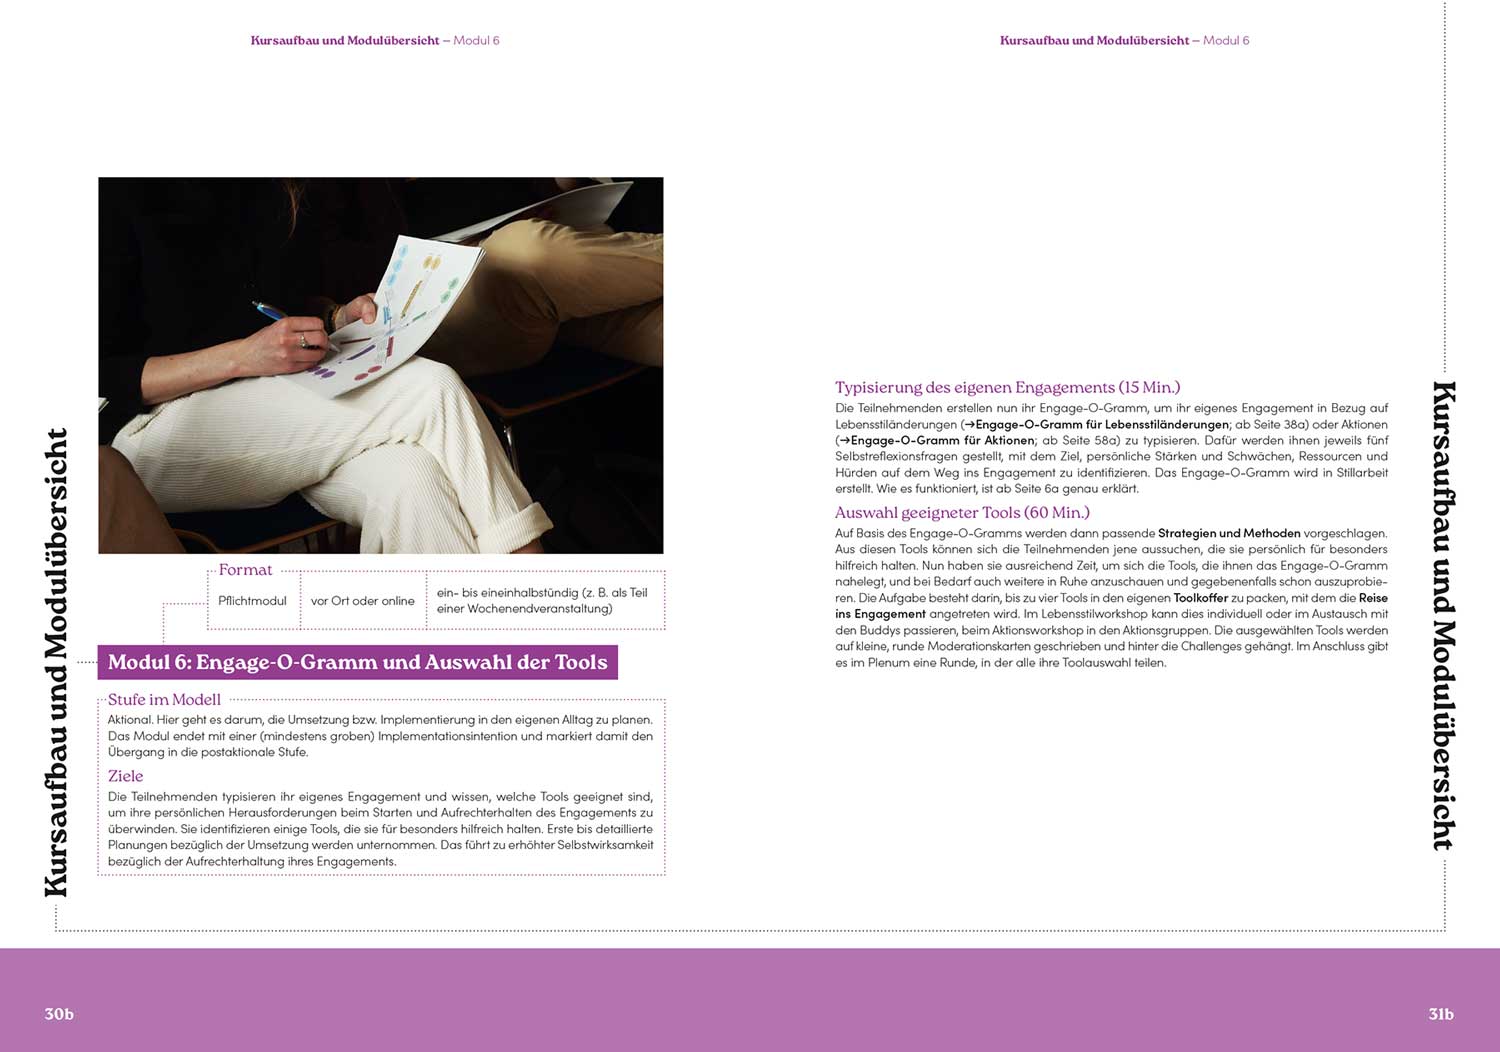 Kursaufbau und Modulübersicht – Modul 6
Kursaufbau und Modulübersicht
Format
Pflichtmodul
vor Ort oder online
ein- bis eineinhalbstündig (z. B. als Teil
einer Wochenendveranstaltung)
Modul 6: Engage-O-Gramm und Auswahl der Tools
Stufe im Modell
Aktional. Hier geht es darum, die Umsetzung bzw. Implementierung in den eigenen Alltag zu planen.
Das Modul endet mit einer (mindestens groben) Implementationsintention und markiert damit den
Übergang in die postaktionale Stufe.
Ziele
Die Teilnehmenden typisieren ihr eigenes Engagement und wissen, welche Tools geeignet sind,
um ihre persönlichen Herausforderungen beim Starten und Aufrechterhalten des Engagements zu
überwinden. Sie identifizieren einige Tools, die sie für besonders hilfreich halten. Erste bis detaillierte
Planungen bezüglich der Umsetzung werden unternommen. Das führt zu erhöhter Selbstwirksamkeit
bezüglich der Aufrechterhaltung ihres Engagements.
30b
Kursaufbau und Modulübersicht – Modul 6
Typisierung des eigenen Engagements (15 Min.)
Die Teilnehmenden erstellen nun ihr Engage-O-Gramm, um ihr eigenes Engagement in Bezug auf
Lebensstiländerungen (→Engage-O-Gramm für Lebensstiländerungen; ab Seite 38a) oder Aktionen
(→Engage-O-Gramm für Aktionen; ab Seite 58a) zu typisieren. Dafür werden ihnen jeweils fünf
Selbstreflexionsfragen gestellt, mit dem Ziel, persönliche Stärken und Schwächen, Ressourcen und
Hürden auf dem Weg ins Engagement zu identifizieren. Das Engage-O-Gramm wird in Stillarbeit
erstellt. Wie es funktioniert, ist ab Seite 6a genau erklärt.
Auswahl geeigneter Tools (60 Min.)
Auf Basis des Engage-O-Gramms werden dann passende Strategien und Methoden vorgeschlagen.
Aus diesen Tools können sich die Teilnehmenden jene aussuchen, die sie persönlich für besonders
hilfreich halten. Nun haben sie ausreichend Zeit, um sich die Tools, die ihnen das Engage-O-Gramm
nahelegt, und bei Bedarf auch weitere in Ruhe anzuschauen und gegebenenfalls schon auszuprobie-
ren. Die Aufgabe besteht darin, bis zu vier Tools in den eigenen Toolkoffer zu packen, mit dem die Reise
ins Engagement angetreten wird. Im Lebensstilworkshop kann dies individuell oder im Austausch mit
den Buddys passieren, beim Aktionsworkshop in den Aktionsgruppen. Die ausgewählten Tools werden
auf kleine, runde Moderationskarten geschrieben und hinter die Challenges gehängt. Im Anschluss gibt
es im Plenum eine Runde, in der alle ihre Toolauswahl teilen.
Kursaufbau und Modulübersicht
31b